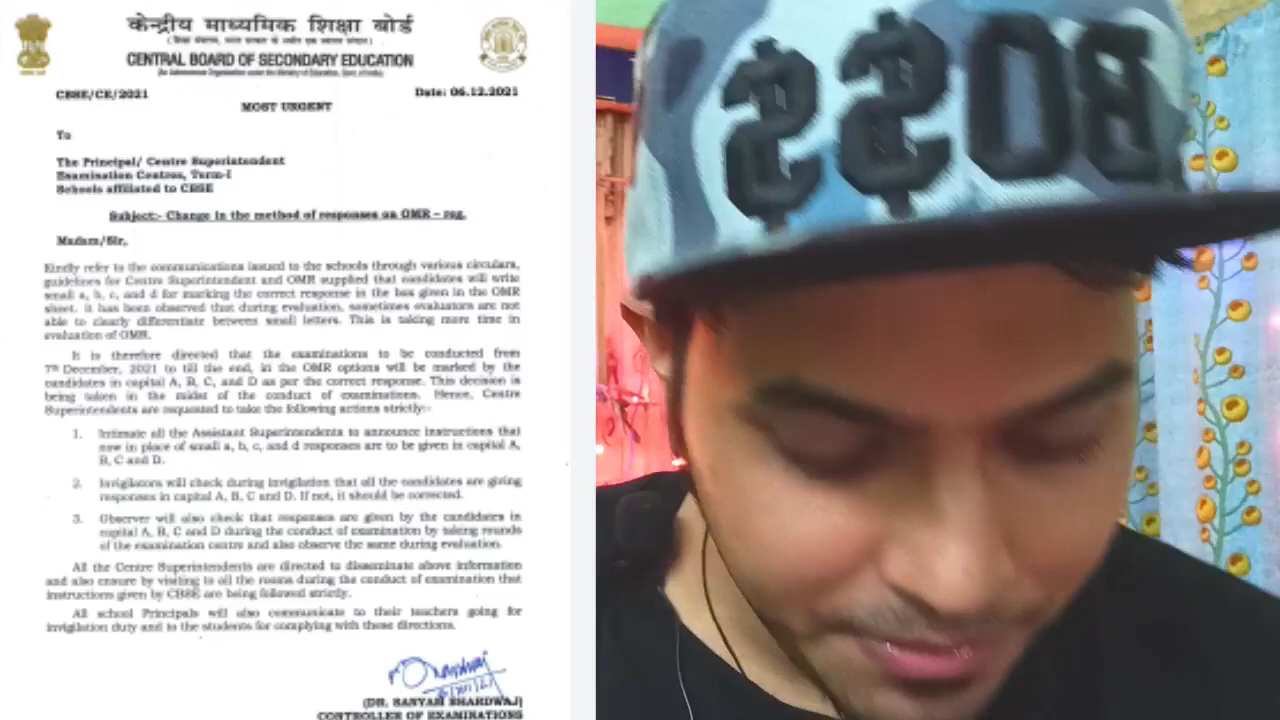 केन्द्रीय माध्यमिक शिक्षा बोर्ड
CENTRAL BOARD OF SECONDARY EDUCATION
(An Autonomous Organisation under the Ministry of Education, Govt. of India)
CBSE/CE/2021
Date: 06.12.2021
MOST URGENT
To
The Principal/ Centre Superintendent
Examination Centres, Term-I
Schools affiliated to CBSE
Subject:- Change in the method of responses on OMR – reg.
Madam/Sir,
Kindly refer to the communications issued to the schools through various circulars,
guidelines for Centre Superintendent and OMR supplied that candidates will write
small a, b, c, and d for marking the correct response in the box given in the OMR
sheet. it has been observed that during evaluation, sometimes evaluators are not
able to clearly differentiate between small letters. This is taking more time in
evaluation of OMR.
It is therefore directed that the examinations to be conducted from
7th December, 2021 to till the end, in the OMR options will be marked by the
candidates in capital A, B, C, and D as per the correct response. This decision is
being taken in the midst of the conduct of examinations. Hence, Centre
Superintendents are requested to take the following actions strictly:-
1. Intimate all the Assistant Superintendents to announce instructions that
now in place of small a, b, c, and d responses are to be given in capital A,
B, C and D.
2. Invigilators will check during invigilation that all the candidates are giving
responses in capital A, B, C and D. If not, it should be corrected.
3. Observer will also check that responses are given by the candidates in
capital A, B, C and D during the conduct of examination by taking rounds
of the examination centre and also observe the same during evaluation.
All the Centre Superintendents are directed to disseminate above information
and also ensure by visiting to all the rooms during the conduct of examination that
instructions given by CBSE are being followed strictly.
All school Principals will also communicate to their teachers going for
invigilation duty and to the students for complying with these directions.
(DR. SANYAM BHARDWAJ)
CONTROLLER OF EXAMINATIONS